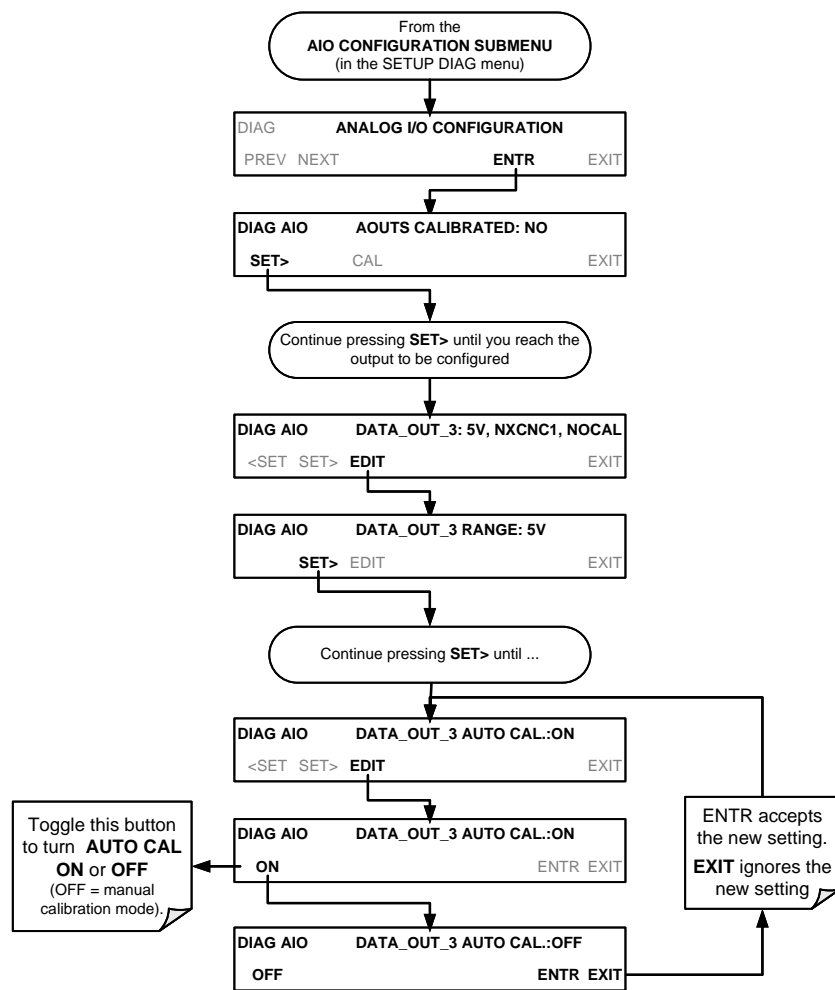 From the
AIO CONFIGURATION SUBMENU
(in the SETUP DIAG menu)
DIAG ANALOG I/O CONFIGURATION
PREV NEXT ENTR EXIT
DIAG AIO AOUTS CALIBRATED: NO
SET> CAL EXIT
Continue pressing SET> until you reach the
output to be configured
DIAG AIO DATA_OUT_3: 5V, NXCNC1, NOCAL
<SET SET> EDIT EXIT
DIAG AIO DATA_OUT_3 RANGE: 5V
SET> EDIT EXIT
Continue pressing SET> until ...
DIAG AIO DATA_OUT_3 AUTO CAL.:ON
<SET SET> EDIT EXIT
Toggle this button
to turn AUTO CAL
ON or OFF
(OFF = manual
calibration mode).
DIAG AIO DATA_OUT_3 AUTO CAL.:ON
ON ENTR EXIT
ENTR accepts
the new setting.
EXIT ignores the
new setting
DIAG AIO DATA_OUT_3 AUTO CAL.:OFF
OFF ENTR EXIT